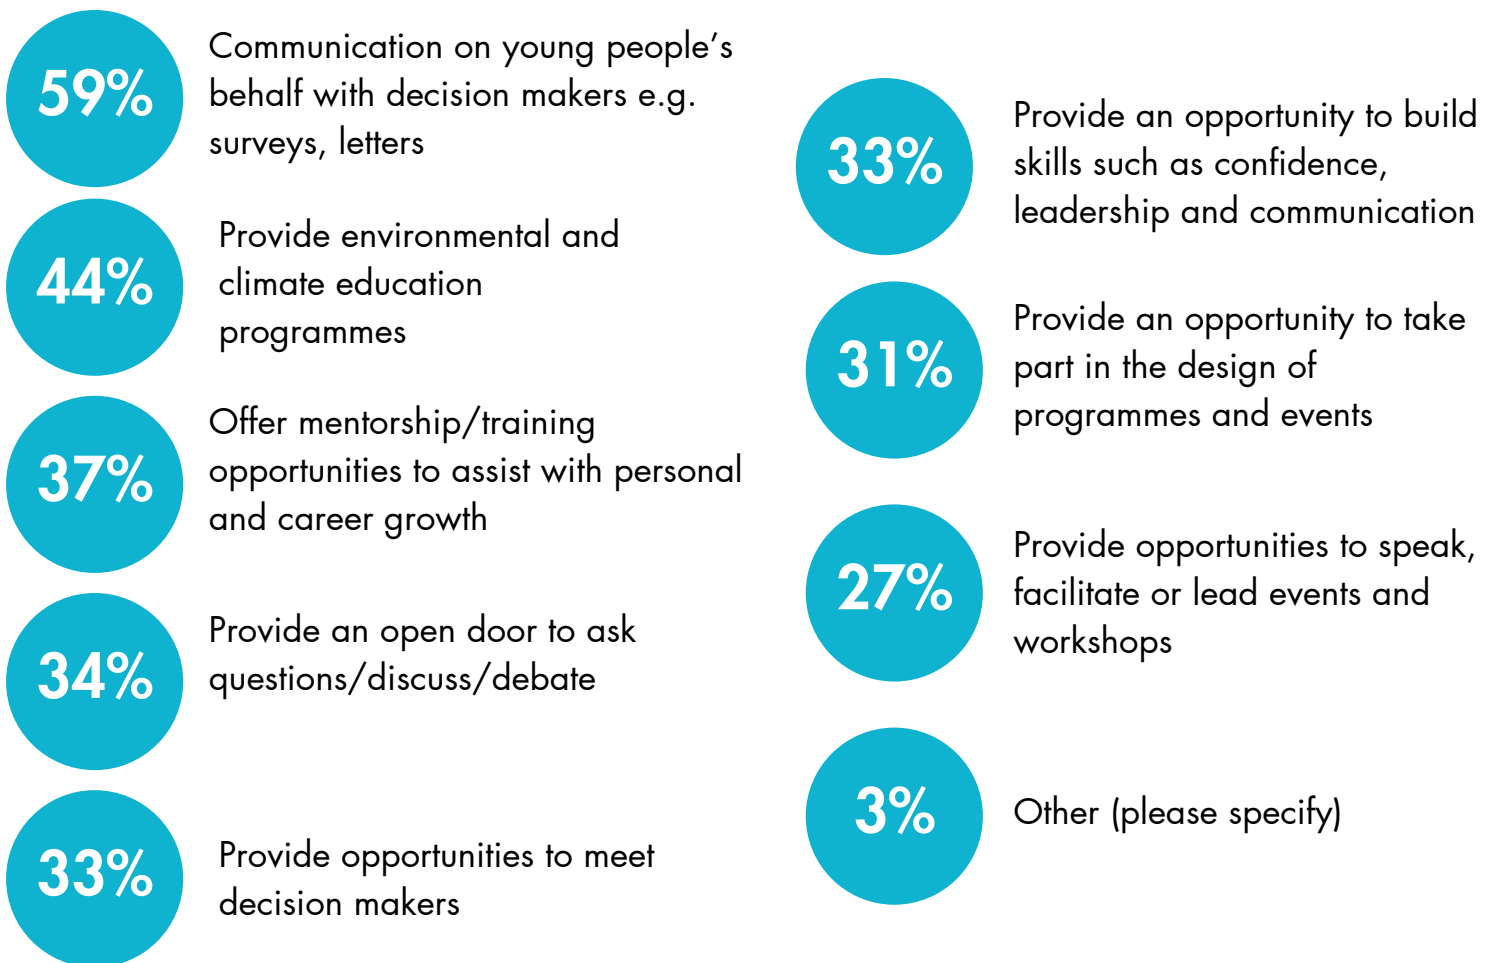 59%
Communication on young people’s
behalf with decision makers e.g.
surveys, letters
44%
Provide environmental and
climate education
programmes
37%
Offer mentorship/training
opportunities to assist with personal
and career growth
34%
Provide an open door to ask
questions/discuss/debate
33%
Provide opportunities to meet
decision makers
33%
Provide an opportunity to build
skills such as confidence,
leadership and communication
31%
Provide an opportunity to take
part in the design of
programmes and events
27%
Provide opportunities to speak,
facilitate or lead events and
workshops
3%
Other (please specify)